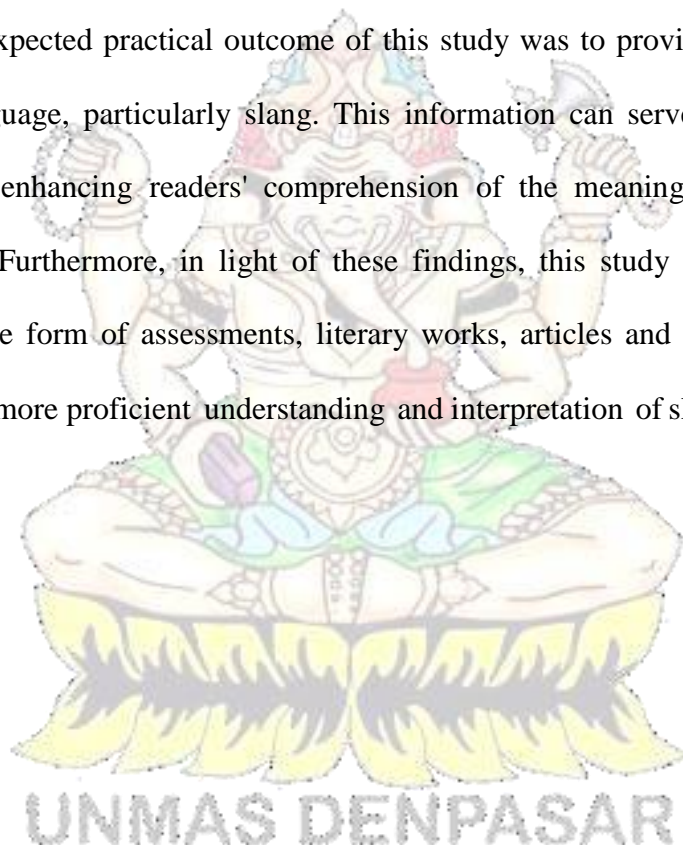 xpected practical outcome of this study was to provi
guage, particularly slang. This information can serv
enhancing readers' comprehension of the meaning
Furthermore, in light of these findings, this study
e form of assessments, literary works, articles and
more proficient understanding and interpretation of sl
UNMAS DENPASAR